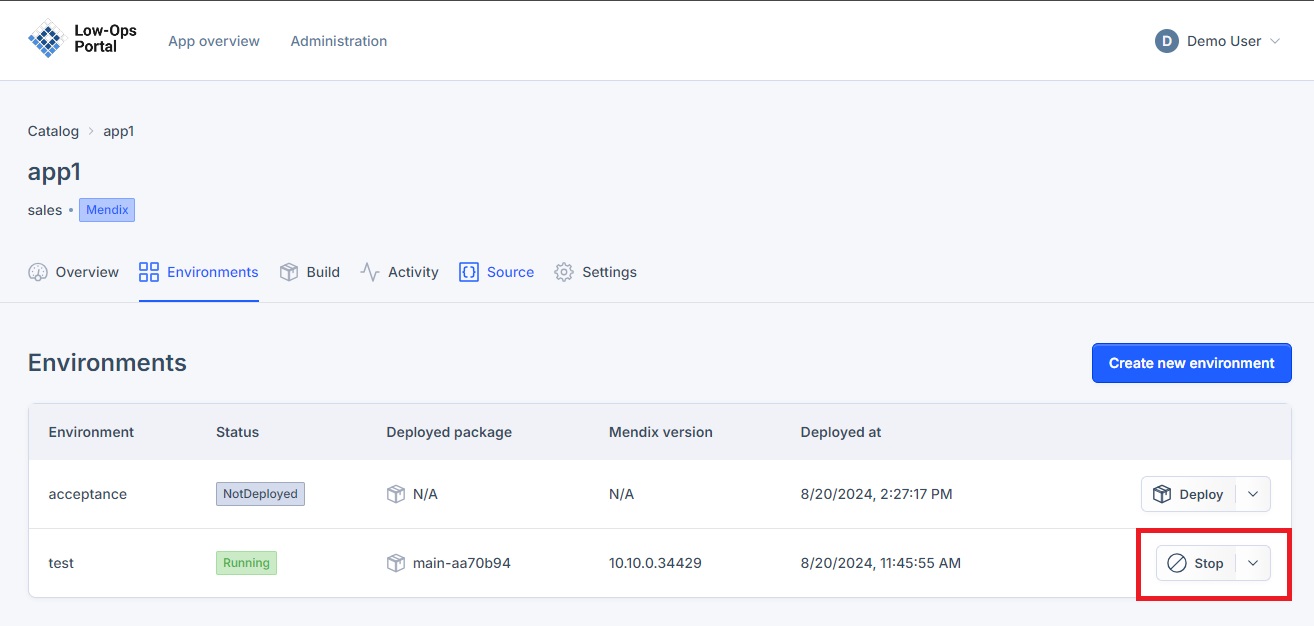 Low-Ops
Portal
App overview
Administration
D
Demo User
Catalog
app1
app1
sales • Mendix
Overview
Environments
Build
Activity
Source
Settings
Environments
Create new environment
Environment Status Deployed package Mendix version Deployed at
acceptance NotDeployed N/A N/A 8/20/2024, 2:27:17 PM Deploy
test Running main-aa70b94 10.10.0.34429 8/20/2024, 11:45:55 AM Stop